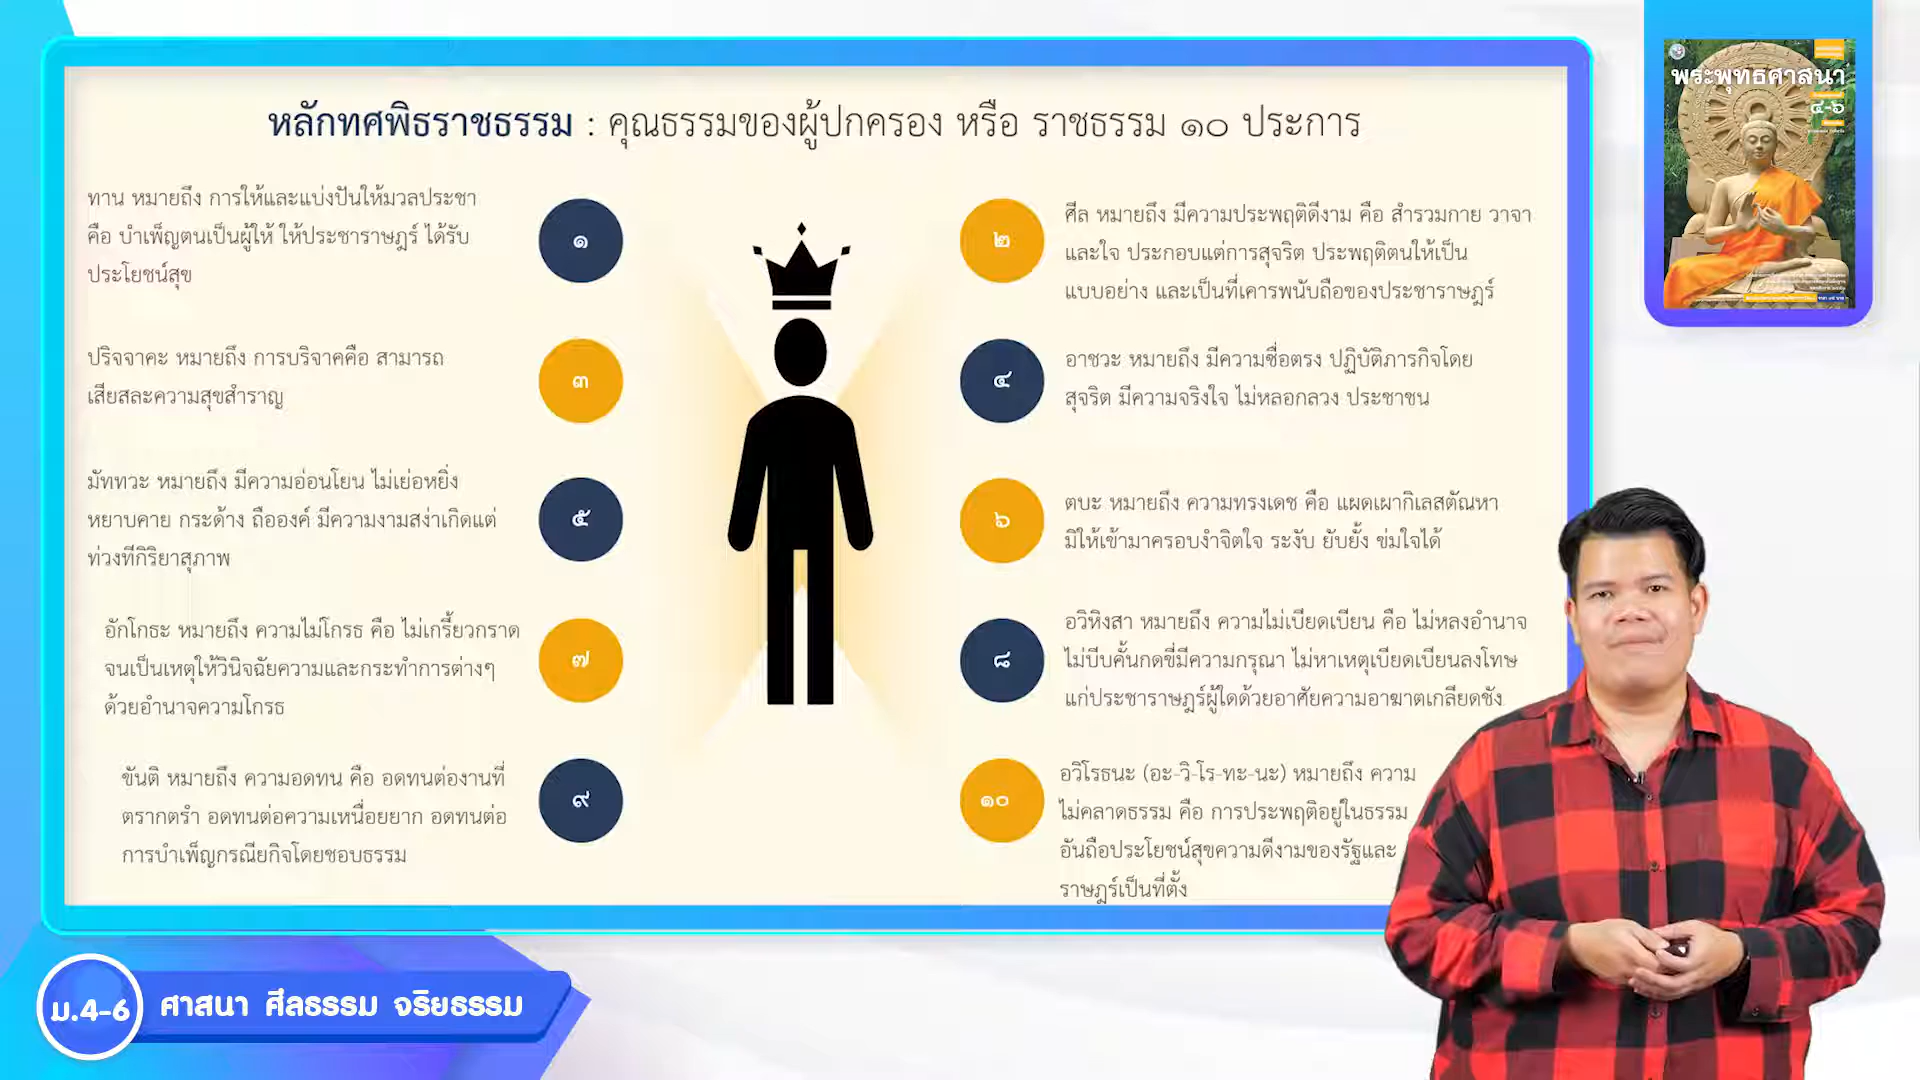 หลักทศพิธราชธรรม : คุณธรรมของผู้ปกครอง หรือ ราชธรรม ๑๐ ประการ
ทาน หมายถึง การให้และแบ่งปันให้มวลประชา
คือ บำเพ็ญตนเป็นผู้ให้ ให้ประชาราษฎร์ ได้รับ
ประโยชน์สุข
๑
๒
ศีล หมายถึง มีความประพฤติดีงาม คือ สำรวมกาย วาจา
และใจ ประกอบแต่การสุจริต ประพฤติตนให้เป็น
แบบอย่าง และเป็นที่เคารพนับถือของประชาราษฎร์
ปริจจาคะ หมายถึง การบริจาคคือ สามารถ
เสียสละความสุขสำราญ
๓
๔
อาชวะ หมายถึง มีความซื่อตรง ปฏิบัติภารกิจโดย
สุจริต มีความจริงใจ ไม่หลอกลวง ประชาชน
มัททวะ หมายถึง มีความอ่อนโยน ไม่เย่อหยิ่ง
หยาบคาย กระด้าง ถือองค์ มีความงามสง่าเกิดแต่
ท่วงทีกิริยาสุภาพ
๕
๖
ตบะ หมายถึง ความทรงเดช คือ แผดเผากิเลสตัณหา
มิให้เข้ามาครอบงำจิตใจ ระงับ ยับยั้ง ข่มใจได้
อักโกธะ หมายถึง ความไม่โกรธ คือ ไม่เกรี้ยวกราด
จนเป็นเหตุให้วินิจฉัยความและกระทำการต่างๆ
ด้วยอำนาจความโกรธ
๗
๘
อวิหิงสา หมายถึง ความไม่เบียดเบียน คือ ไม่หลงอำนาจ
ไม่บีบคั้นกดขี่มีความกรุณา ไม่หาเหตุเบียดเบียนลงโทษ
แก่ประชาราษฎร์ผู้ใดด้วยอาศัยความอาฆาตเกลียดชัง
ขันติ หมายถึง ความอดทน คือ อดทนต่องานที่
ตรากตรำ อดทนต่อความเหนื่อยยาก อดทนต่อ
การบำเพ็ญกรณียกิจโดยชอบธรรม
๙
๑๐
อวิโรธนะ (อะ-วิ-โร-ทะ-นะ) หมายถึง ความ
ไม่คลาดธรรม คือ การประพฤติอยู่ในธรรม
อันถือประโยชน์สุขความดีงามของรัฐและ
ราษฎร์เป็นที่ตั้ง
พระพุทธศาสนา
๔-๖
ม.4-6
ศาสนา ศีลธรรม จริยธรรม